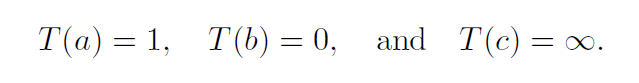 T(a) = 1, T(b) = 0, and T(c) = ∞.